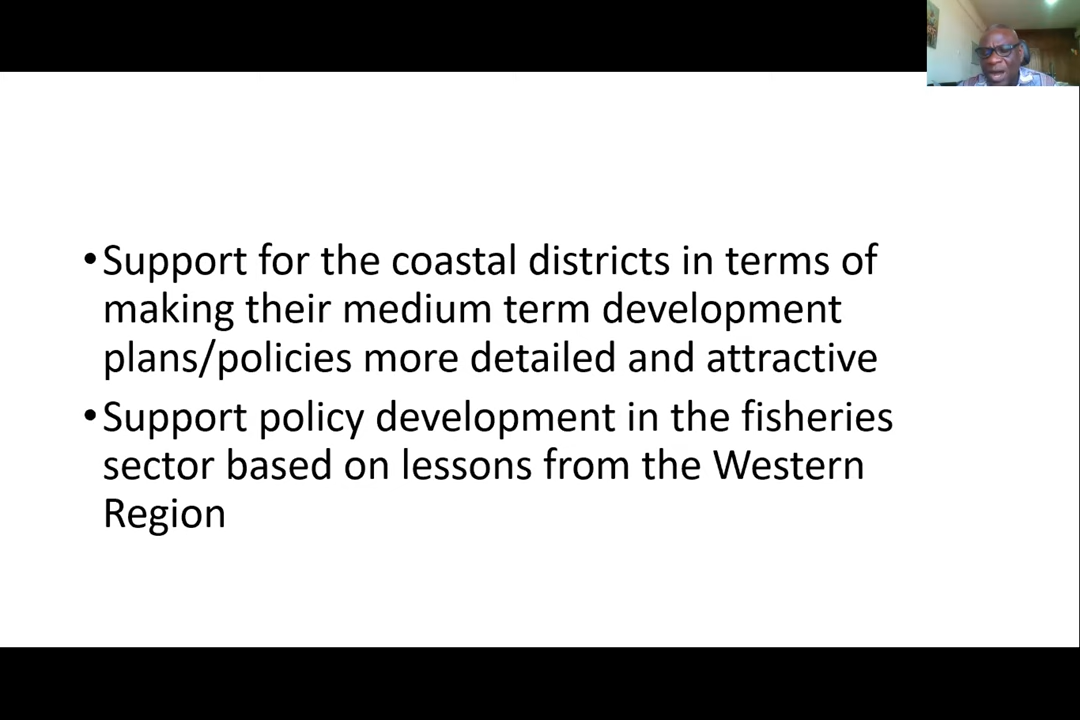 •Support for the coastal districts in terms of
making their medium term development
plans/policies more detailed and attractive
•Support policy development in the fisheries
sector based on lessons from the Western
Region